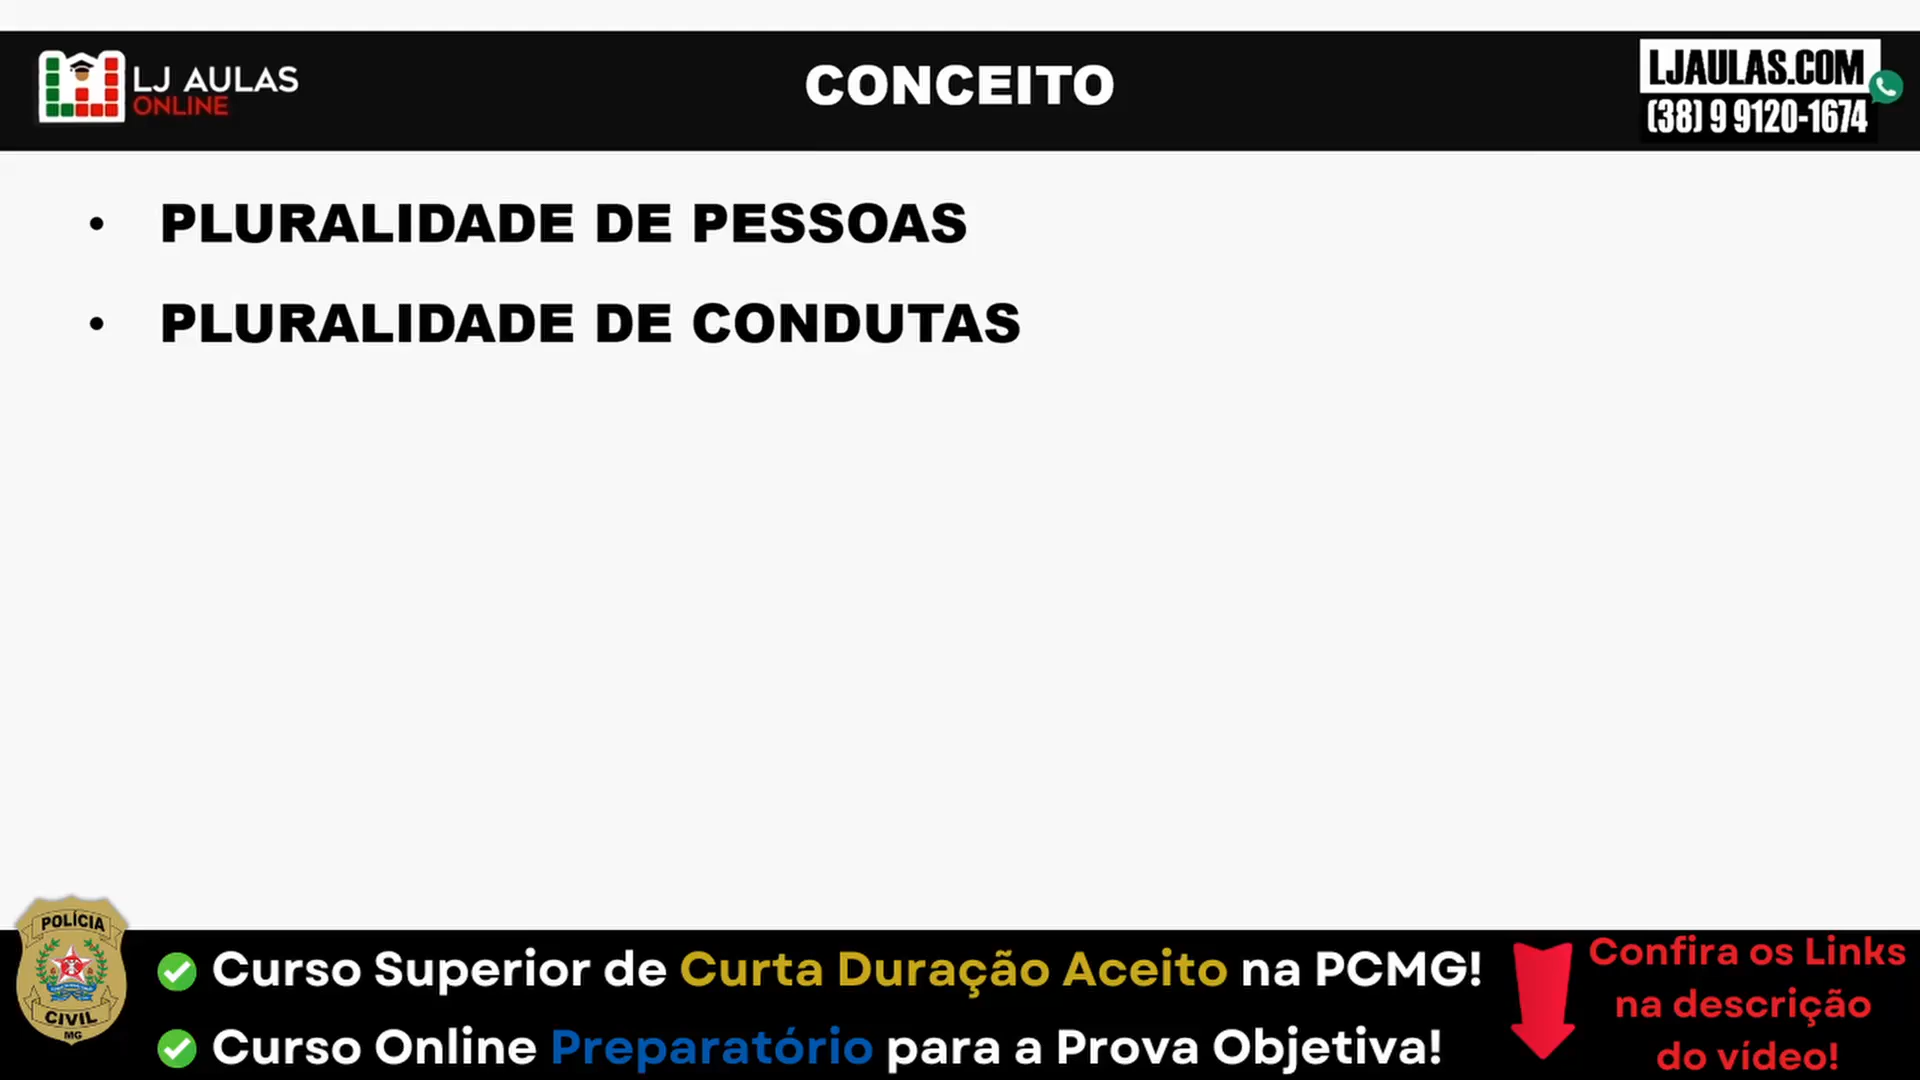 LJ AULAS
ONLINE
CONCEITO
LJAULAS.COM
(38) 9 9120-1674
• PLURALIDADE DE PESSOAS
• PLURALIDADE DE CONDUTAS
POLÍCIA
CIVIL
MG
Curso Superior de Curta Duração Aceito na PCMG!
Curso Online Preparatório para a Prova Objetiva!
Confira os Links
na descrição
do vídeo!